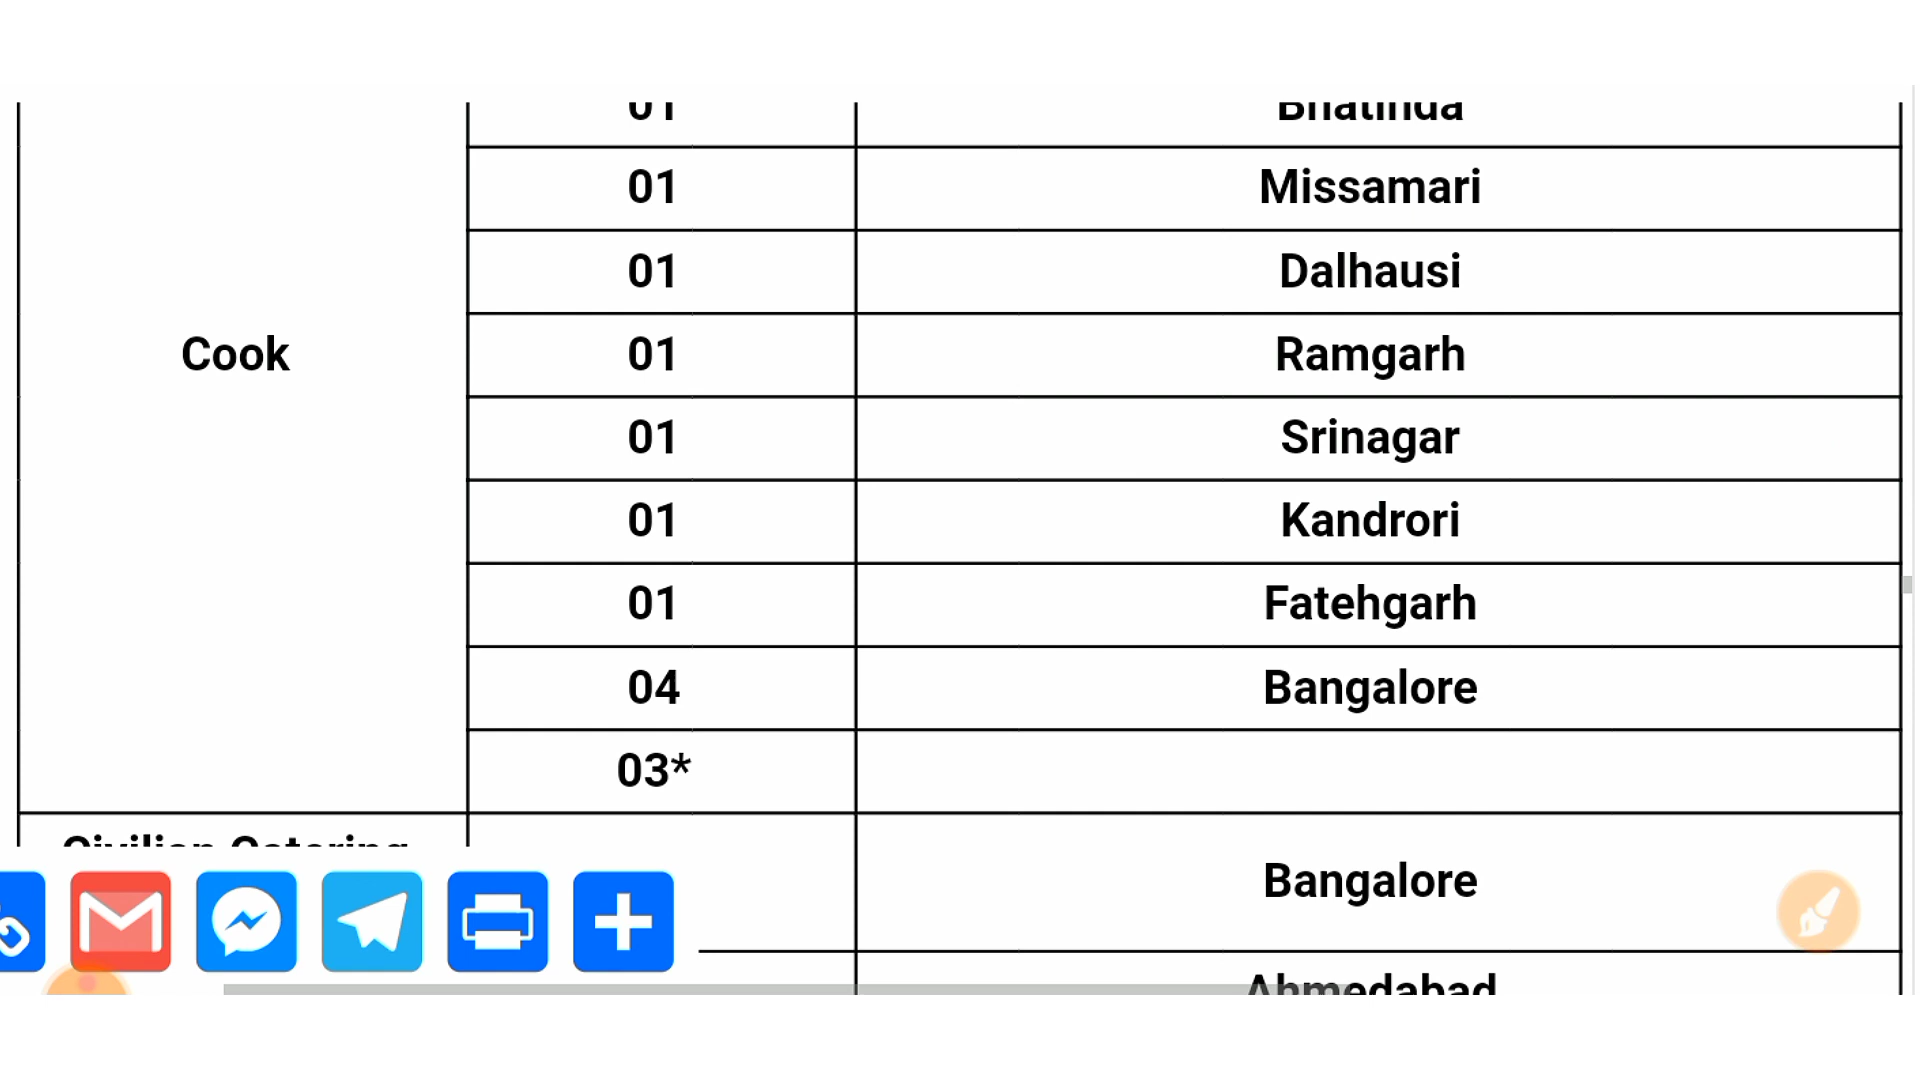 01 Bhatinda
01 Missamari
01 Dalhausi
Cook 01 Ramgarh
01 Srinagar
01 Kandrori
01 Fatehgarh
04 Bangalore
03*
Civilian Catering
Bangalore
Ahmedabad